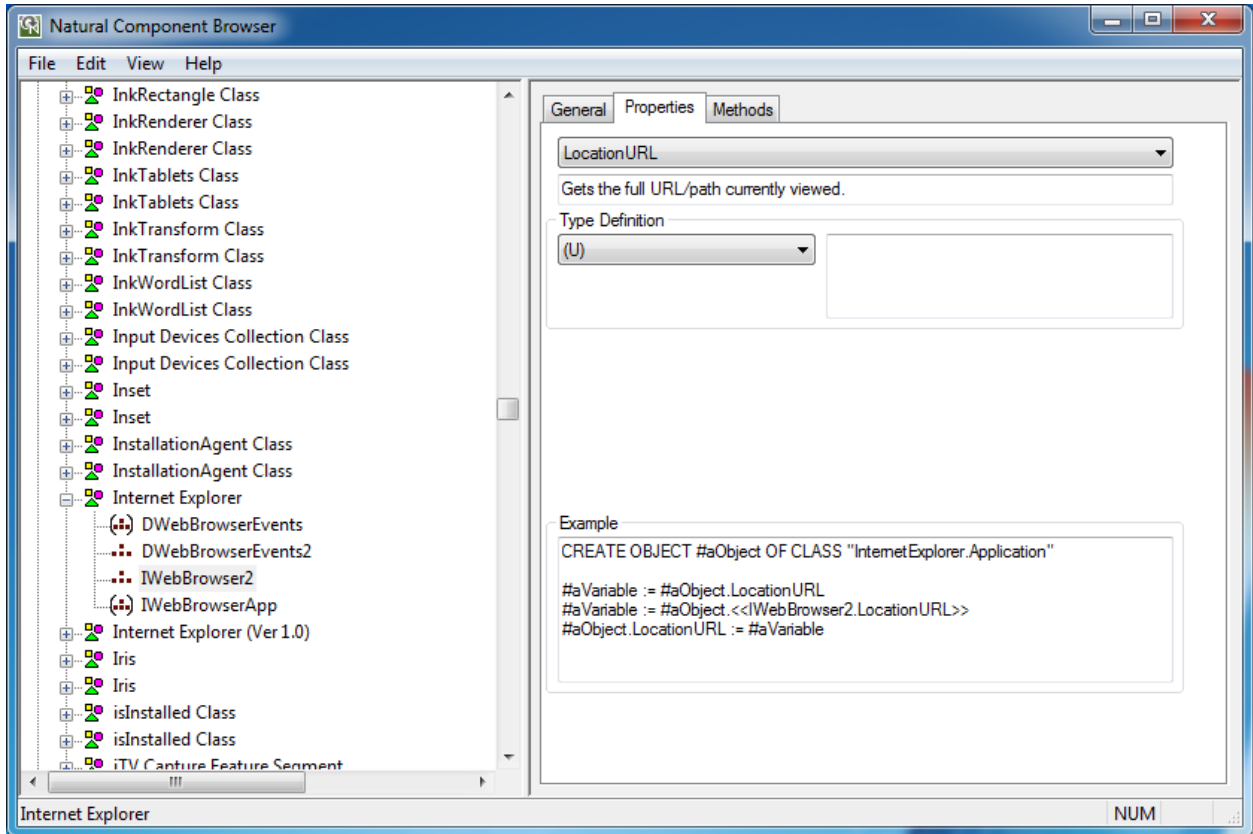 Natural Component Browser
File Edit View Help
InkRectangle Class
InkRenderer Class
InkRenderer Class
InkTablets Class
InkTablets Class
InkTransform Class
InkTransform Class
InkWordList Class
InkWordList Class
Input Devices Collection Class
Input Devices Collection Class
Inset
Inset
InstallationAgent Class
InstallationAgent Class
Internet Explorer
DWebBrowserEvents
DWebBrowserEvents2
IWebBrowser2
IWebBrowserApp
Internet Explorer (Ver 1.0)
Iris
Iris
isInstalled Class
isInstalled Class
iTV Capture Feature Segment
General Properties Methods
LocationURL
Gets the full URL/path currently viewed.
Type Definition
(U)
Example
CREATE OBJECT #aObject OF CLASS "InternetExplorer.Application"
#aVariable := #aObject.LocationURL
#aVariable := #aObject.<<IWebBrowser2.LocationURL>>
#aObject.LocationURL := #aVariable
Internet Explorer
NUM